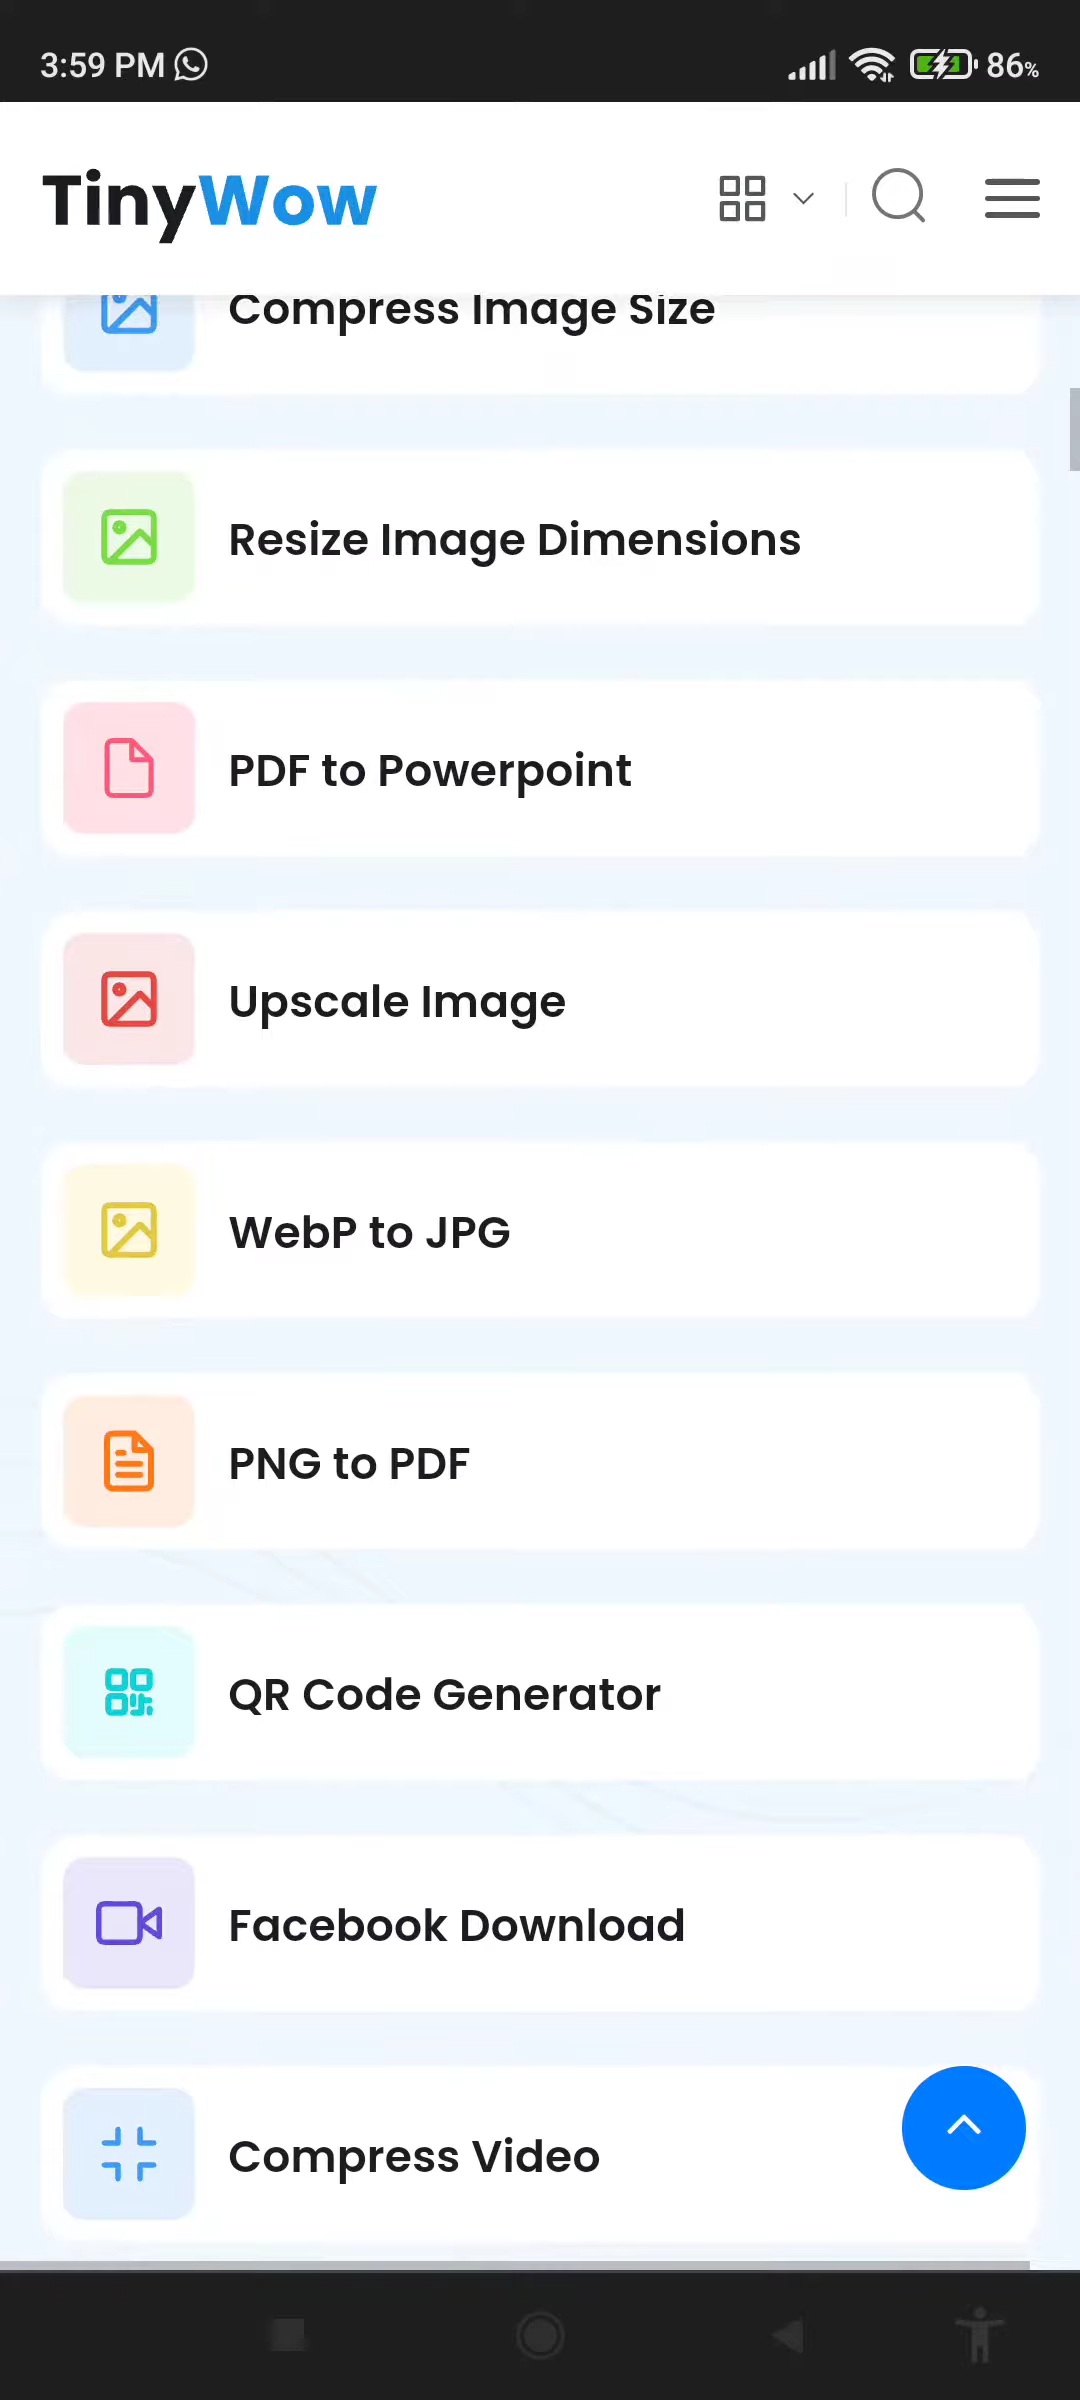 3:59 PM 86%
TinyWow
Compress Image Size
Resize Image Dimensions
PDF to Powerpoint
Upscale Image
WebP to JPG
PNG to PDF
QR Code Generator
Facebook Download
Compress Video